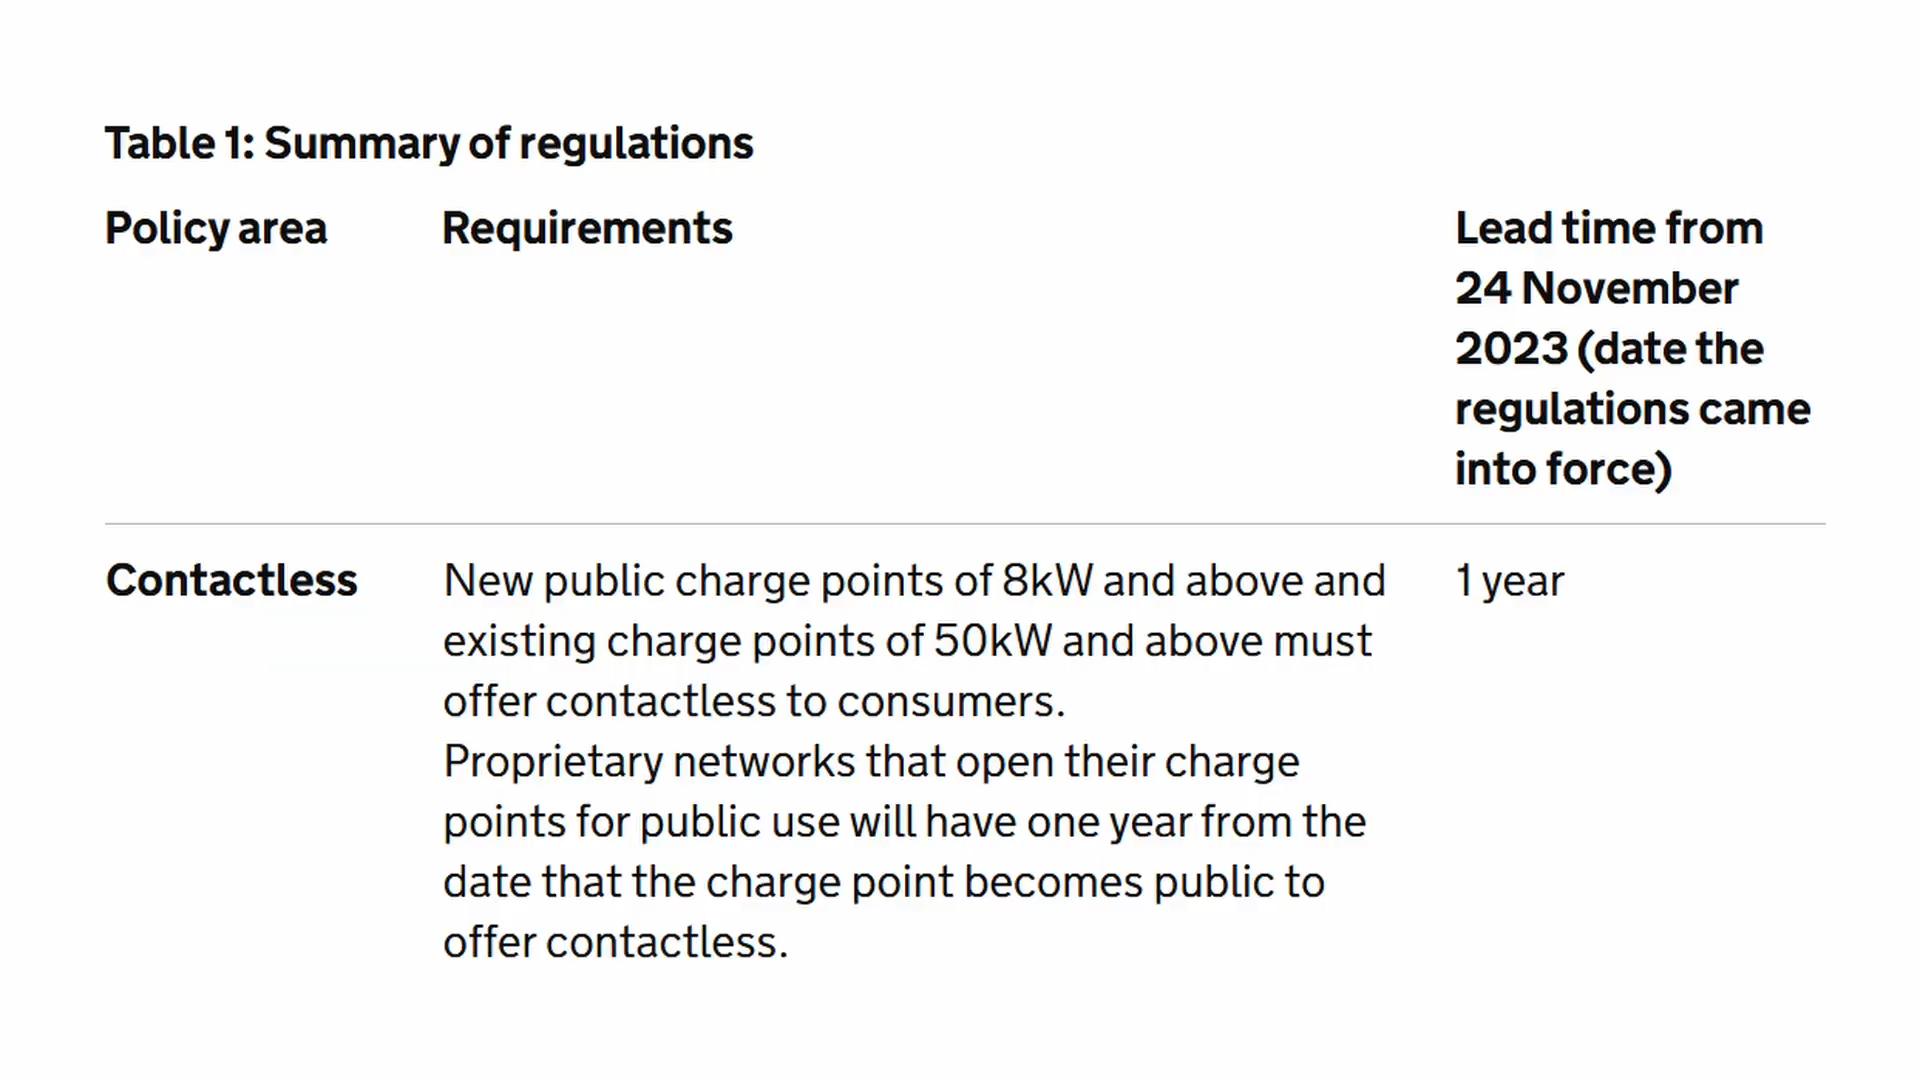 Table 1: Summary of regulations
Policy area
Requirements
Lead time from
24 November
2023 (date the
regulations came
into force)
Contactless
New public charge points of 8kW and above and
existing charge points of 50kW and above must
offer contactless to consumers.
Proprietary networks that open their charge
points for public use will have one year from the
date that the charge point becomes public to
offer contactless.
1 year